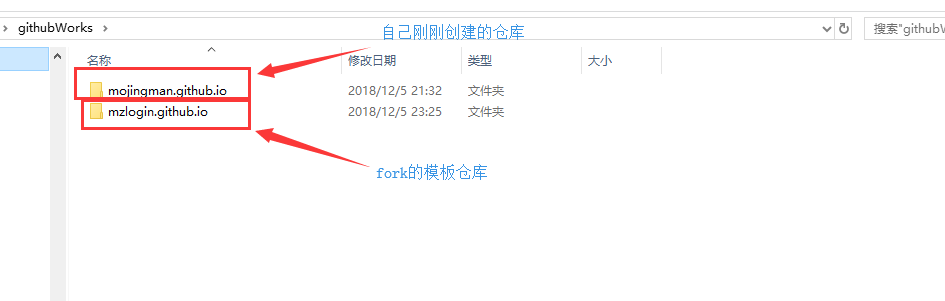 githubWorks
搜索"githubW
自己刚刚创建的仓库
名称 修改日期 类型 大小
mojingman.github.io 2018/12/5 21:32 文件夹
mzlogin.github.io 2018/12/5 23:25 文件夹
fork的模板仓库